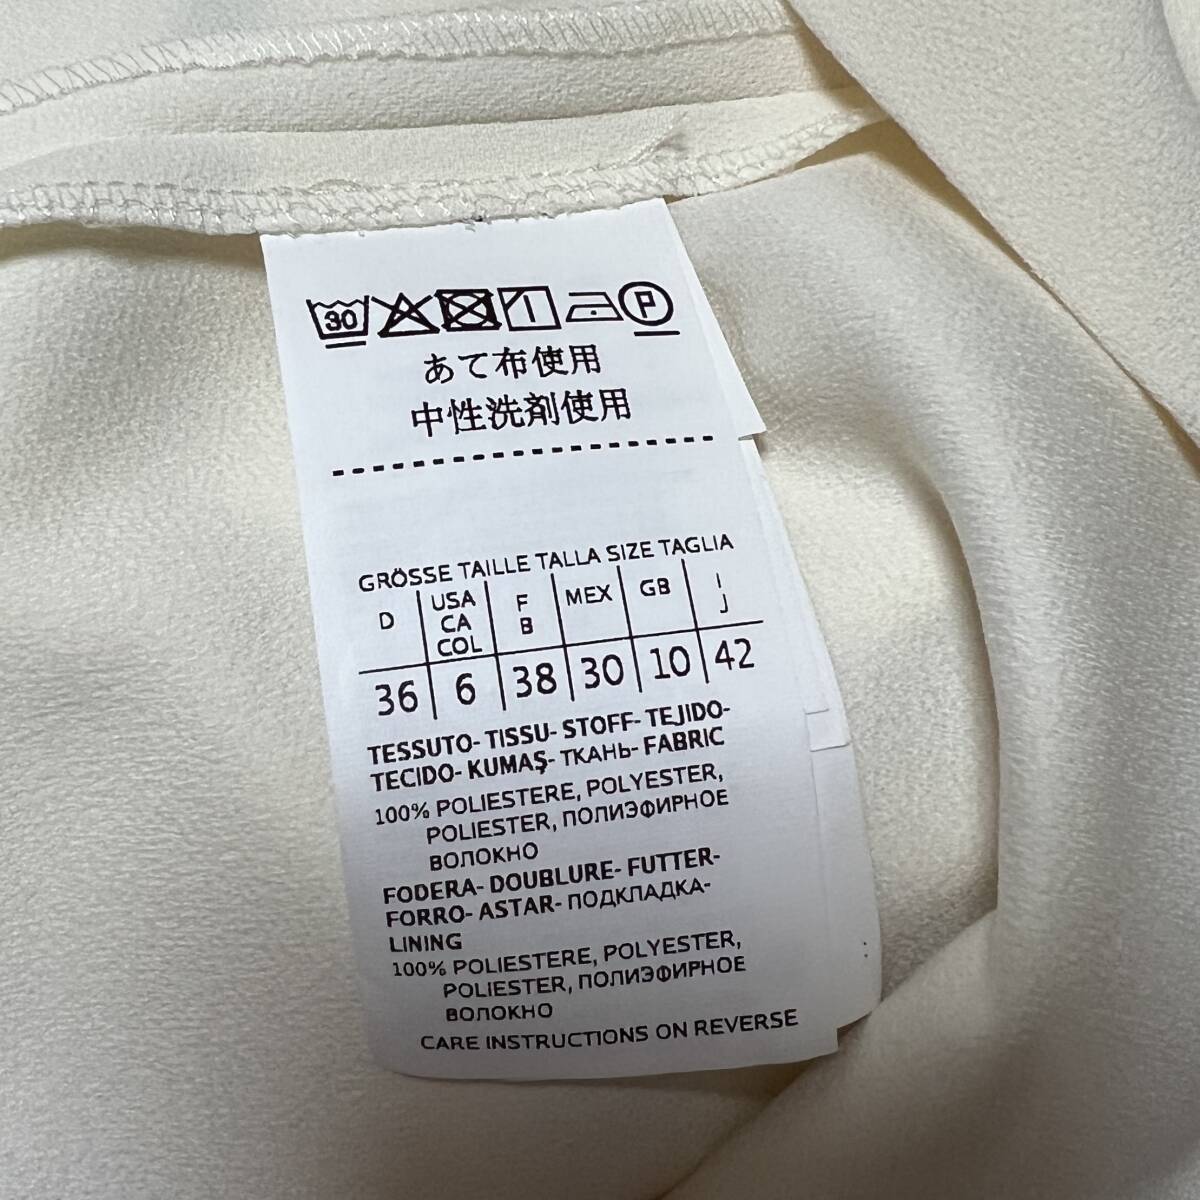 30 P
あて布使用
中性洗剤使用
GRÖSSE TAILLE TALLA SIZE TAGLIA
D USA CA COL F B MEX GB I J
36 6 38 30 10 42
TESSUTO- TISSU- STOFF- TEJIDO-
TECIDO- KUMAŞ- ТКАНЬ- FABRIC
100% POLIESTERE, POLYESTER,
POLIESTER, ПОЛИЭФИРНОЕ
ВОЛОКНО
FODERA- DOUBLURE- FUTTER-
FORRO- ASTAR- ПОДКЛАДКА-
LINING
100% POLIESTERE, POLYESTER,
POLIESTER, ПОЛИЭФИРНОЕ
ВОЛОКНО
CARE INSTRUCTIONS ON REVERSE